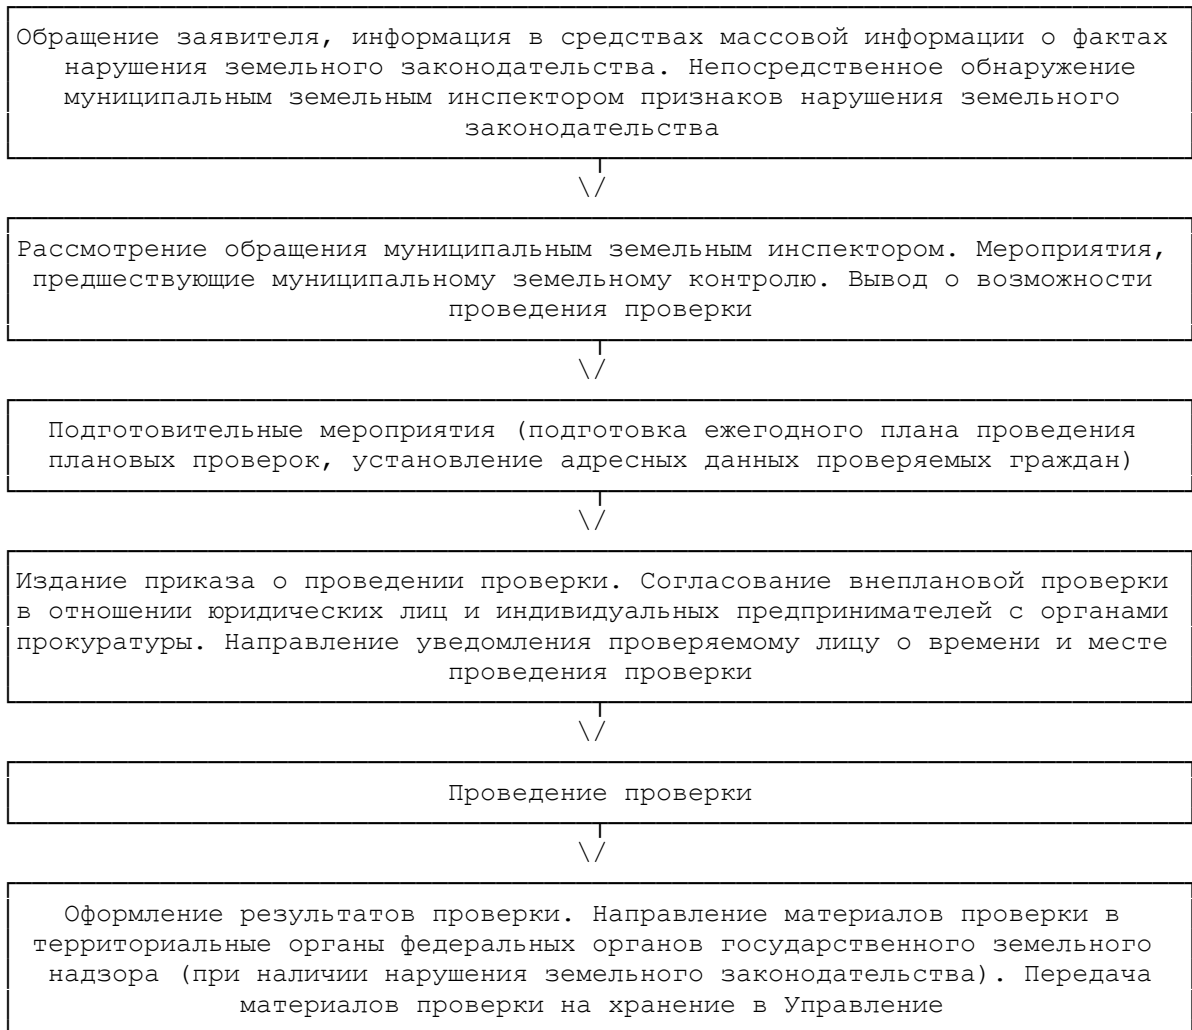 Обращение заявителя, информация в средствах массовой информации о фактах
нарушения земельного законодательства. Непосредственное обнаружение
муниципальным земельным инспектором признаков нарушения земельного
законодательства
\/
Рассмотрение обращения муниципальным земельным инспектором. Мероприятия,
предшествующие муниципальному земельному контролю. Вывод о возможности
проведения проверки
\/
Подготовительные мероприятия (подготовка ежегодного плана проведения
плановых проверок, установление адресных данных проверяемых граждан)
\/
Издание приказа о проведении проверки. Согласование внеплановой проверки
в отношении юридических лиц и индивидуальных предпринимателей с органами
прокуратуры. Направление уведомления проверяемому лицу о времени и месте
проведения проверки
\/
Проведение проверки
\/
Оформление результатов проверки. Направление материалов проверки в
территориальные органы федеральных органов государственного земельного
надзора (при наличии нарушения земельного законодательства). Передача
материалов проверки на хранение в Управление